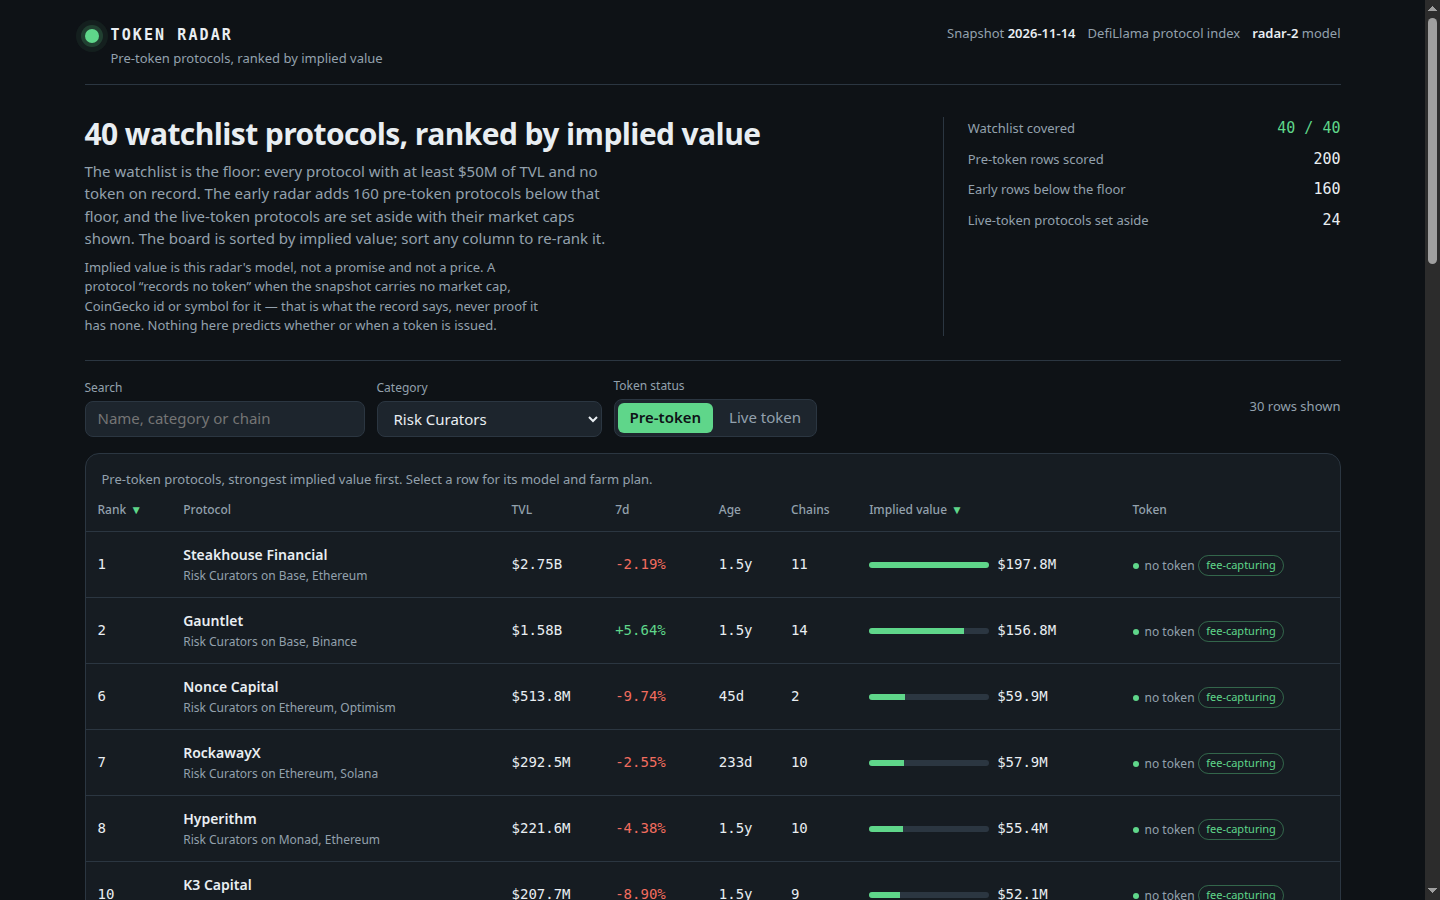 TOKEN RADAR
Pre-token protocols, ranked by implied value
Snapshot 2026-11-14 DefiLlama protocol index radar-2 model
40 watchlist protocols, ranked by implied value
The watchlist is the floor: every protocol with at least $50M of TVL and no
token on record. The early radar adds 160 pre-token protocols below that
floor, and the live-token protocols are set aside with their market caps
shown. The board is sorted by implied value; sort any column to re-rank it.
Implied value is this radar's model, not a promise and not a price. A
protocol “records no token” when the snapshot carries no market cap,
CoinGecko id or symbol for it — that is what the record says, never proof it
has none. Nothing here predicts whether or when a token is issued.
Watchlist covered 40 / 40
Pre-token rows scored 200
Early rows below the floor 160
Live-token protocols set aside 24
Search
Name, category or chain
Category
Risk Curators
Token status
Pre-token Live token
30 rows shown
Pre-token protocols, strongest implied value first. Select a row for its model and farm plan.
Rank ▼ Protocol TVL 7d Age Chains Implied value ▼ Token
1 Steakhouse Financial $2.75B -2.19% 1.5y 11 $197.8M no token fee-capturing
Risk Curators on Base, Ethereum
2 Gauntlet $1.58B +5.64% 1.5y 14 $156.8M no token fee-capturing
Risk Curators on Base, Binance
6 Nonce Capital $513.8M -9.74% 45d 2 $59.9M no token fee-capturing
Risk Curators on Ethereum, Optimism
7 RockawayX $292.5M -2.55% 233d 10 $57.9M no token fee-capturing
Risk Curators on Ethereum, Solana
8 Hyperithm $221.6M -4.38% 1.5y 10 $55.4M no token fee-capturing
Risk Curators on Monad, Ethereum
10 K3 Capital $207.7M -8.90% 1.5y 9 $52.1M no token fee-capturing